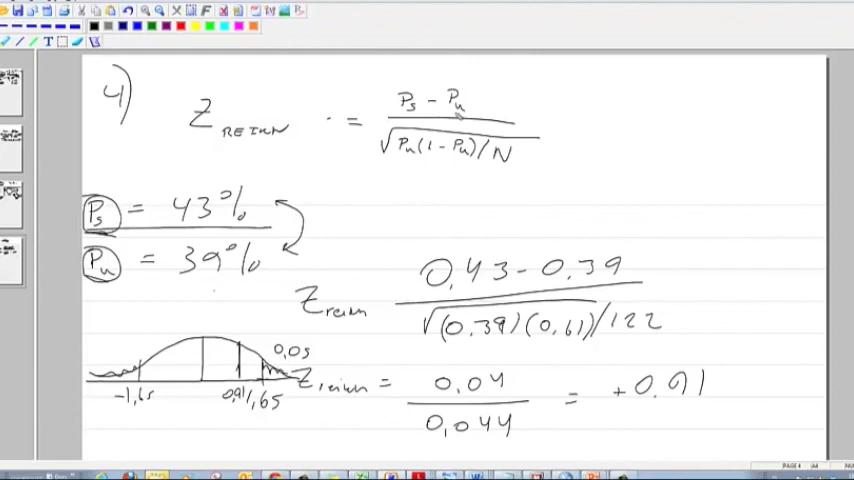 4) Z REIKN. = Ps - Pu
√Pu(1-Pu)/N
Ps = 43%
Pu = 39%
Zreikn 0,43-0.39
√(0.39)(0,61)/122
0,05
Zreikn = 0,04 = +0.91
0,044
-1,65 0,91 1,65